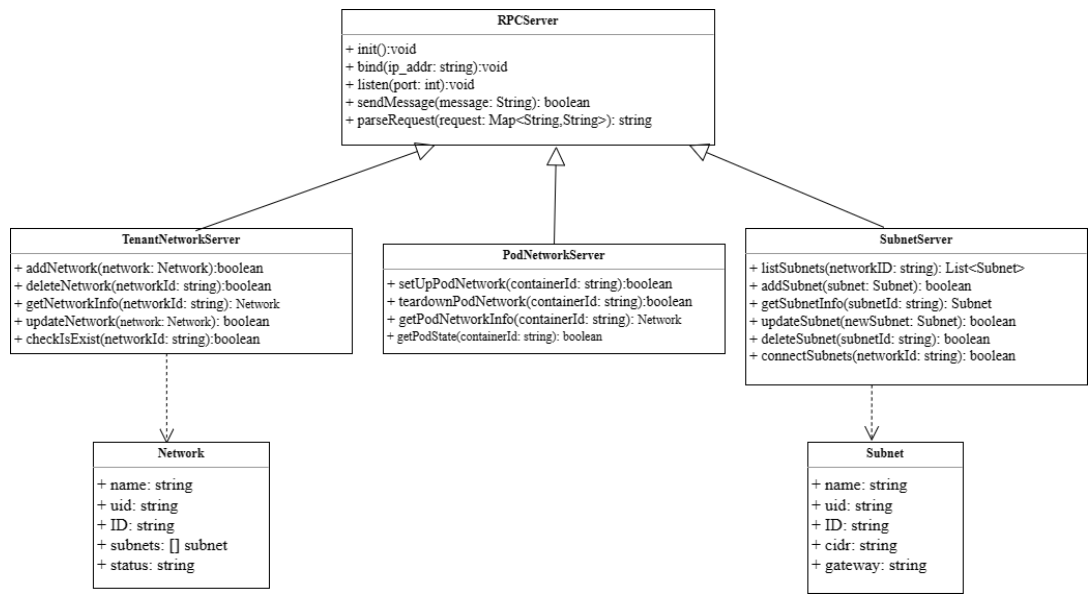 RPCServer
+ init():void
+ bind(ip_addr: string):void
+ listen(port: int):void
+ sendMessage(message: String): boolean
+ parseRequest(request: Map<String,String>): string
TenantNetworkServer
+ addNetwork(network: Network):boolean
+ deleteNetwork(networkId: string):boolean
+ getNetworkInfo(networkId: string): Network
+ updateNetwork(network: Network): boolean
+ checkIsExist(networkId: string):boolean
PodNetworkServer
+ setUpPodNetwork(containerId: string):boolean
+ teardownPodNetwork(containerId: string):boolean
+ getPodNetworkInfo(containerId: string): Network
+ getPodState(containerId: string): boolean
SubnetServer
+ listSubnets(networkID: string): List<Subnet>
+ addSubnet(subnet: Subnet): boolean
+ getSubnetInfo(subnetId: string): Subnet
+ updateSubnet(newSubnet: Subnet): boolean
+ deleteSubnet(subnetId: string): boolean
+ connectSubnets(networkId: string): boolean
Network
+ name: string
+ uid: string
+ ID: string
+ subnets: [] subnet
+ status: string
Subnet
+ name: string
+ uid: string
+ ID: string
+ cidr: string
+ gateway: string